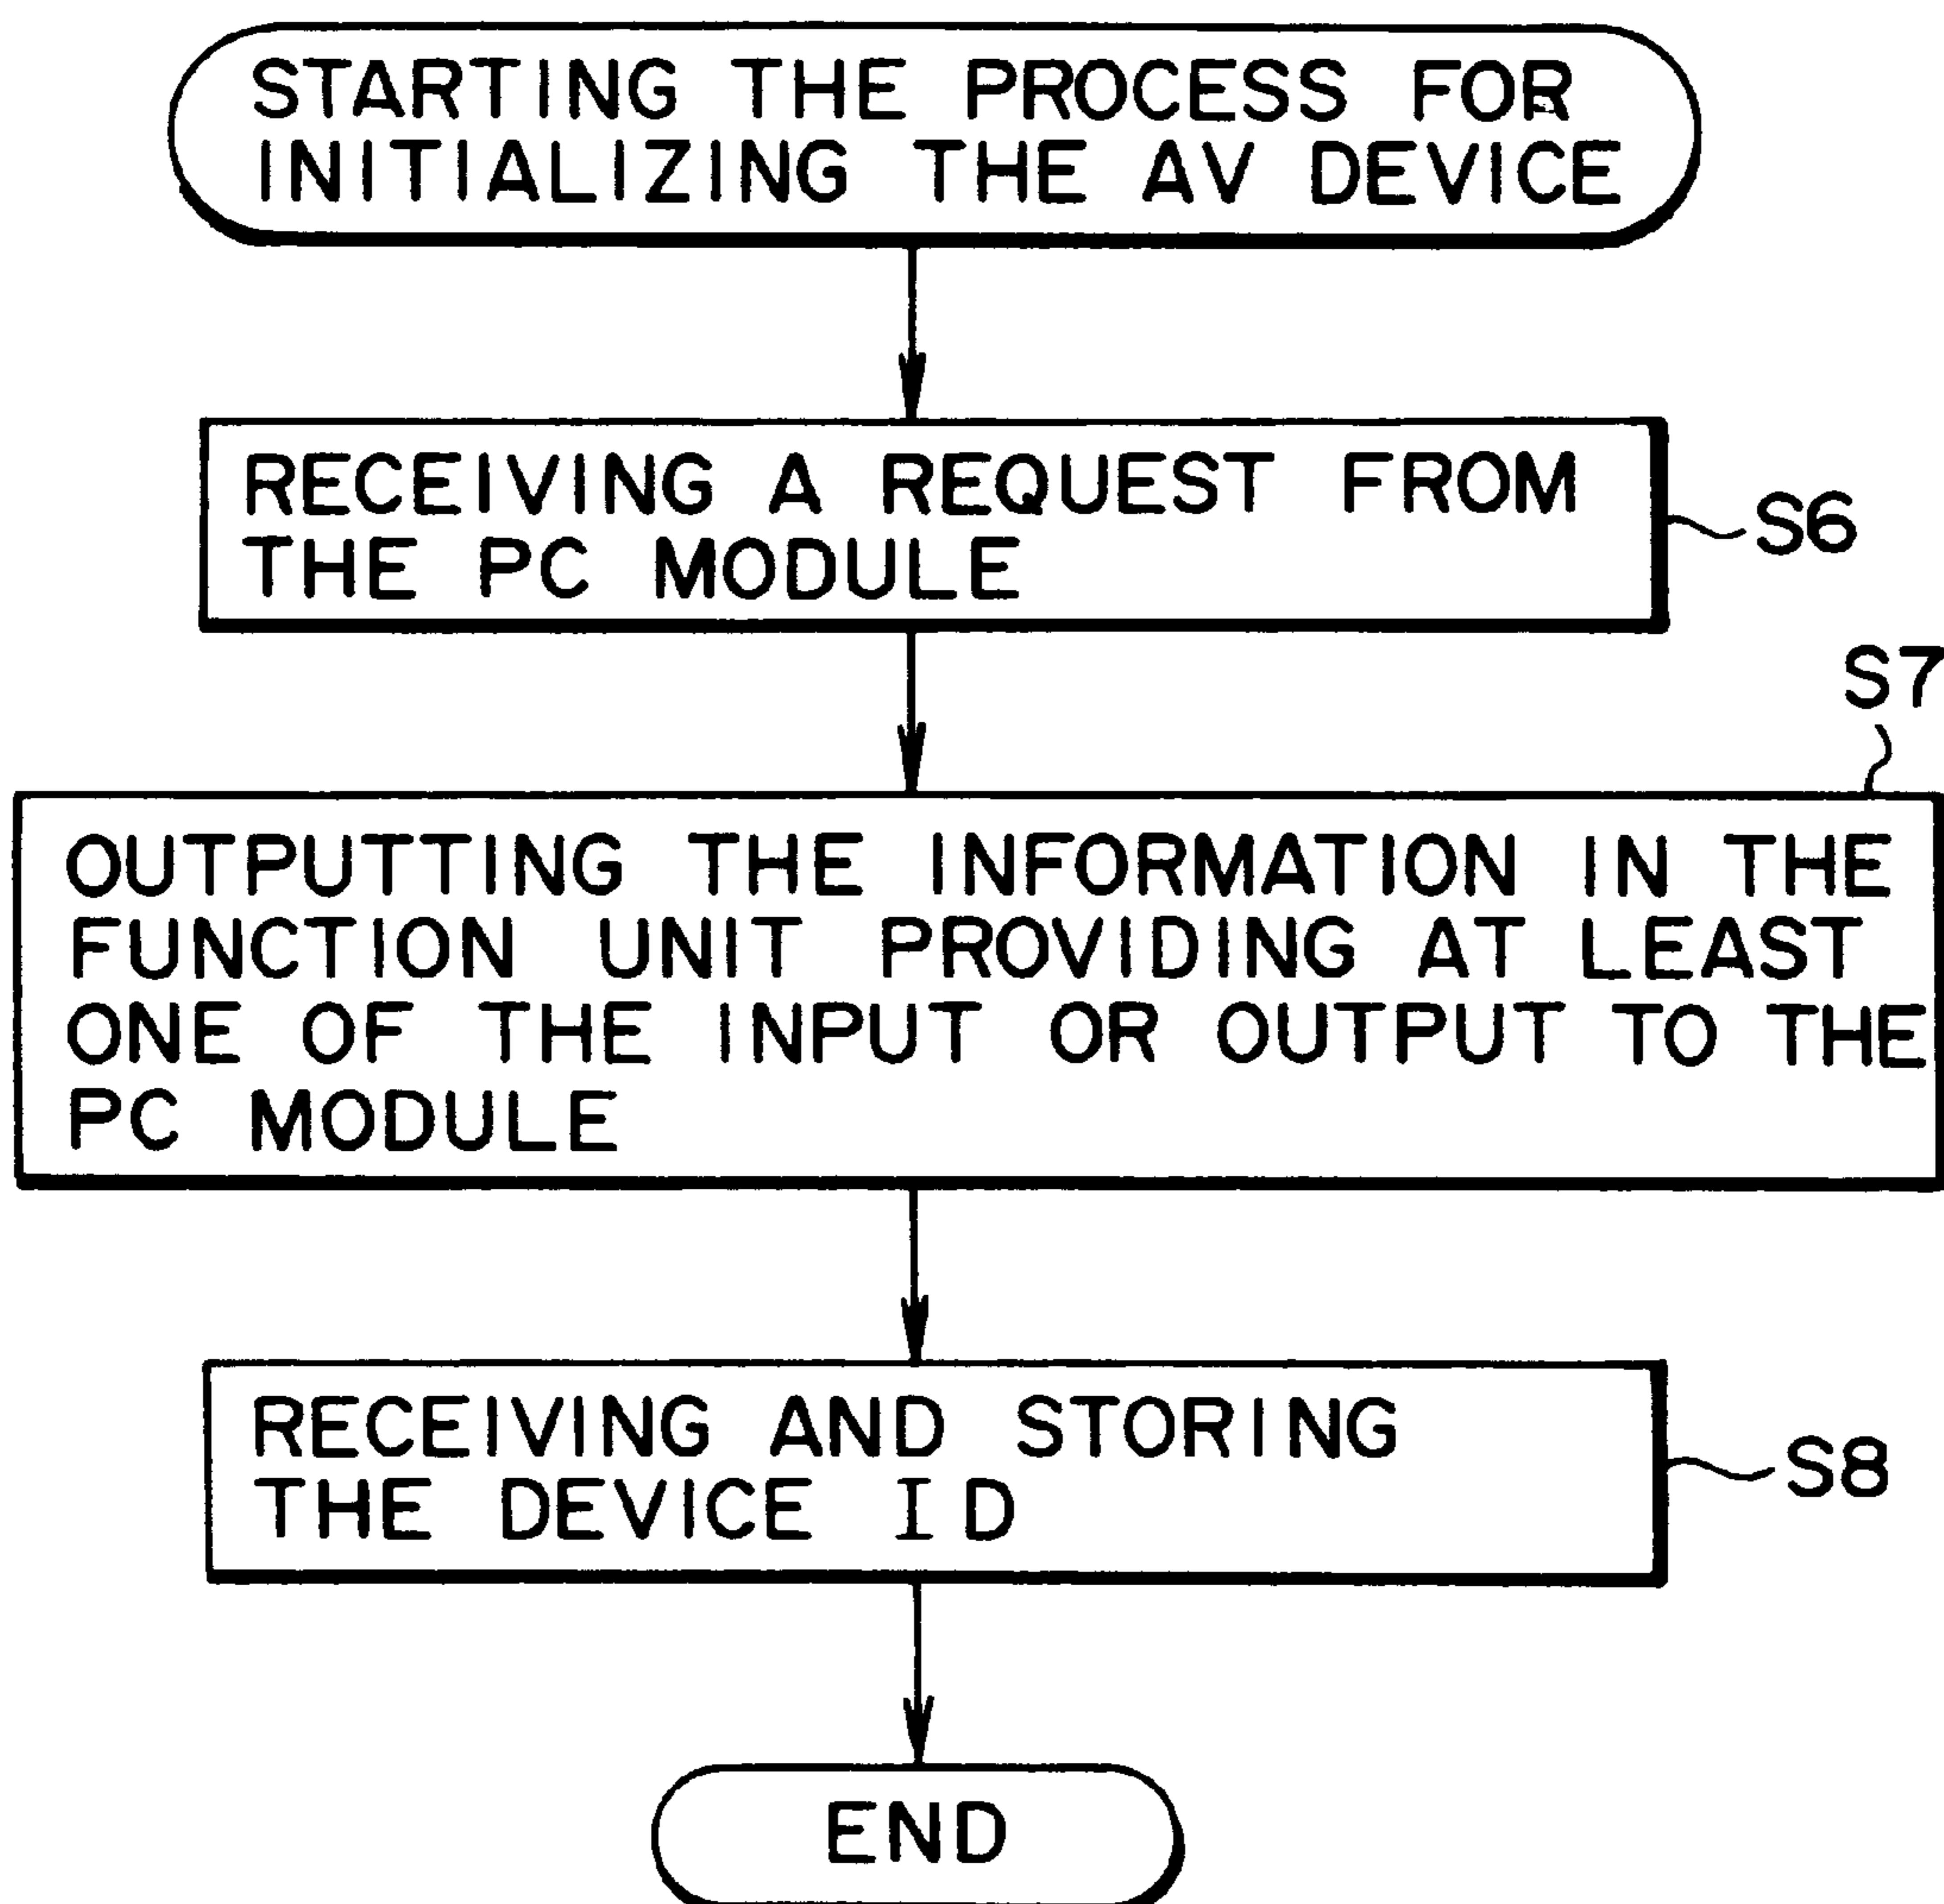 STARTING THE PROCESS FOR
INITIALIZING THE AV DEVICE
RECEIVING A REQUEST FROM
THE PC MODULE
S6
S7
OUTPUTTING THE INFORMATION IN THE
FUNCTION UNIT PROVIDING AT LEAST
ONE OF THE INPUT OR OUTPUT TO THE
PC MODULE
RECEIVING AND STORING
THE DEVICE ID
S8
END